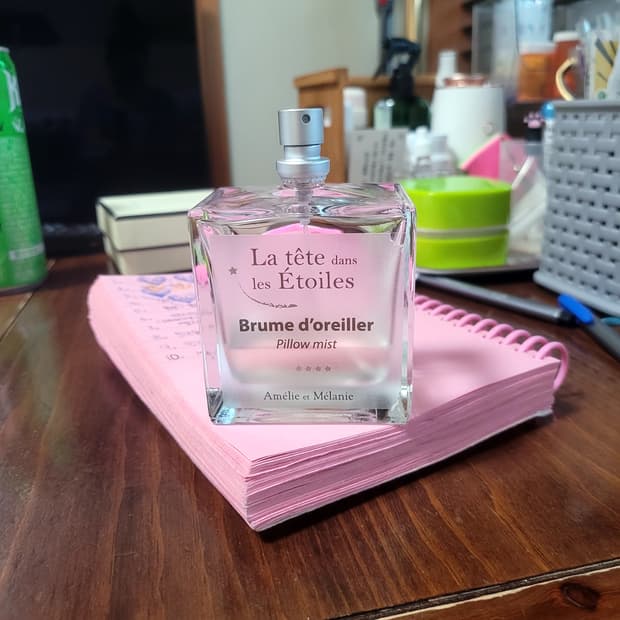 La tête dans
les Étoiles
Brume d'oreiller
Pillow mist
Amélie et Mélanie